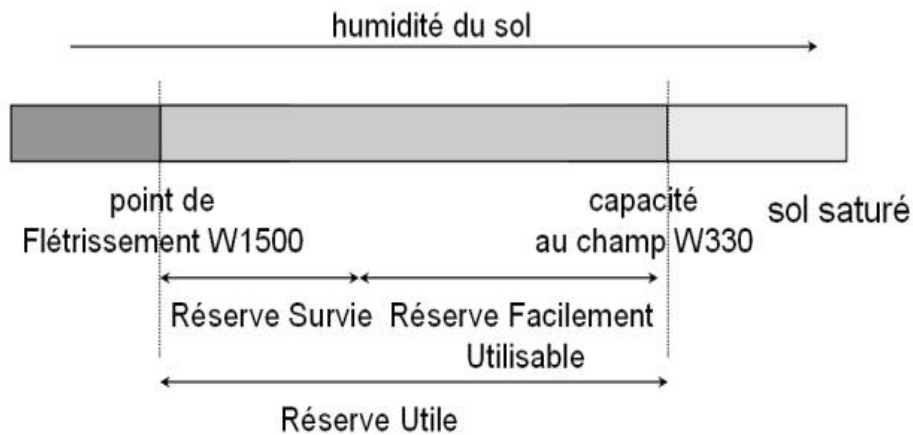 humidité du sol
point de
Flétrissement W1500
capacité
au champ W330
sol saturé
Réserve Survie
Réserve Facilement
Utilisable
Réserve Utile